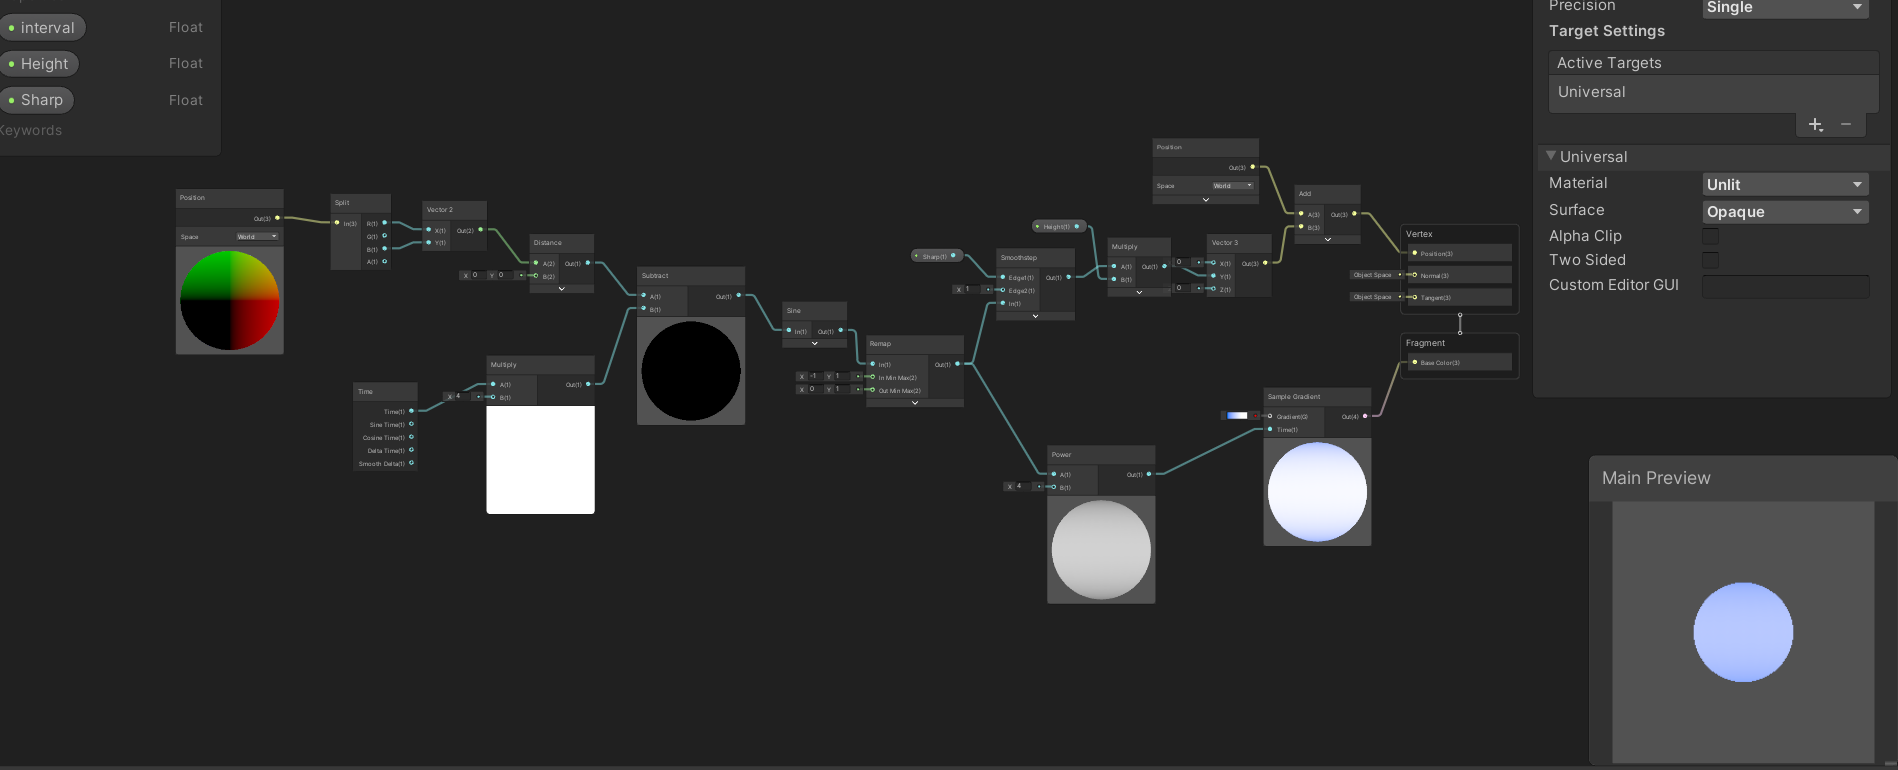 interval Float
Height Float
Sharp Float
Keywords
Position
Out(3)
Space World
Split
In(3) R(1)
G(1)
B(1)
A(1)
Vector 2
X(1) Out(2)
Y(1)
Distance
A(2) Out(1)
X 0 Y 0 B(2)
Subtract
A(1) Out(1)
B(1)
Time
Time(1)
Sine Time(1)
Cosine Time(1)
Delta Time(1)
Smooth Delta(1)
Multiply
A(1) Out(1)
X 4 B(1)
Sine
In(1) Out(1)
Remap
In(1) Out(1)
X -1 Y 1 In Min Max(2)
X 0 Y 1 Out Min Max(2)
Sharp(1)
Smoothstep
Edge1(1) Out(1)
X 1 Edge2(1)
In(1)
Height(1)
Multiply
A(1) Out(1)
B(1)
Vector 3
0 X(1) Out(3)
Y(1)
0 Z(1)
Position
Out(3)
Space World
Add
A(3) Out(3)
B(3)
Power
A(1) Out(1)
X 4 B(1)
Sample Gradient
Gradient(G) Out(4)
Time(1)
Vertex
Position(3)
Object Space Normal(3)
Object Space Tangent(3)
Fragment
Base Color(3)
Precision Single
Target Settings
Active Targets
Universal
+ −
Universal
Material Unlit
Surface Opaque
Alpha Clip
Two Sided
Custom Editor GUI
Main Preview